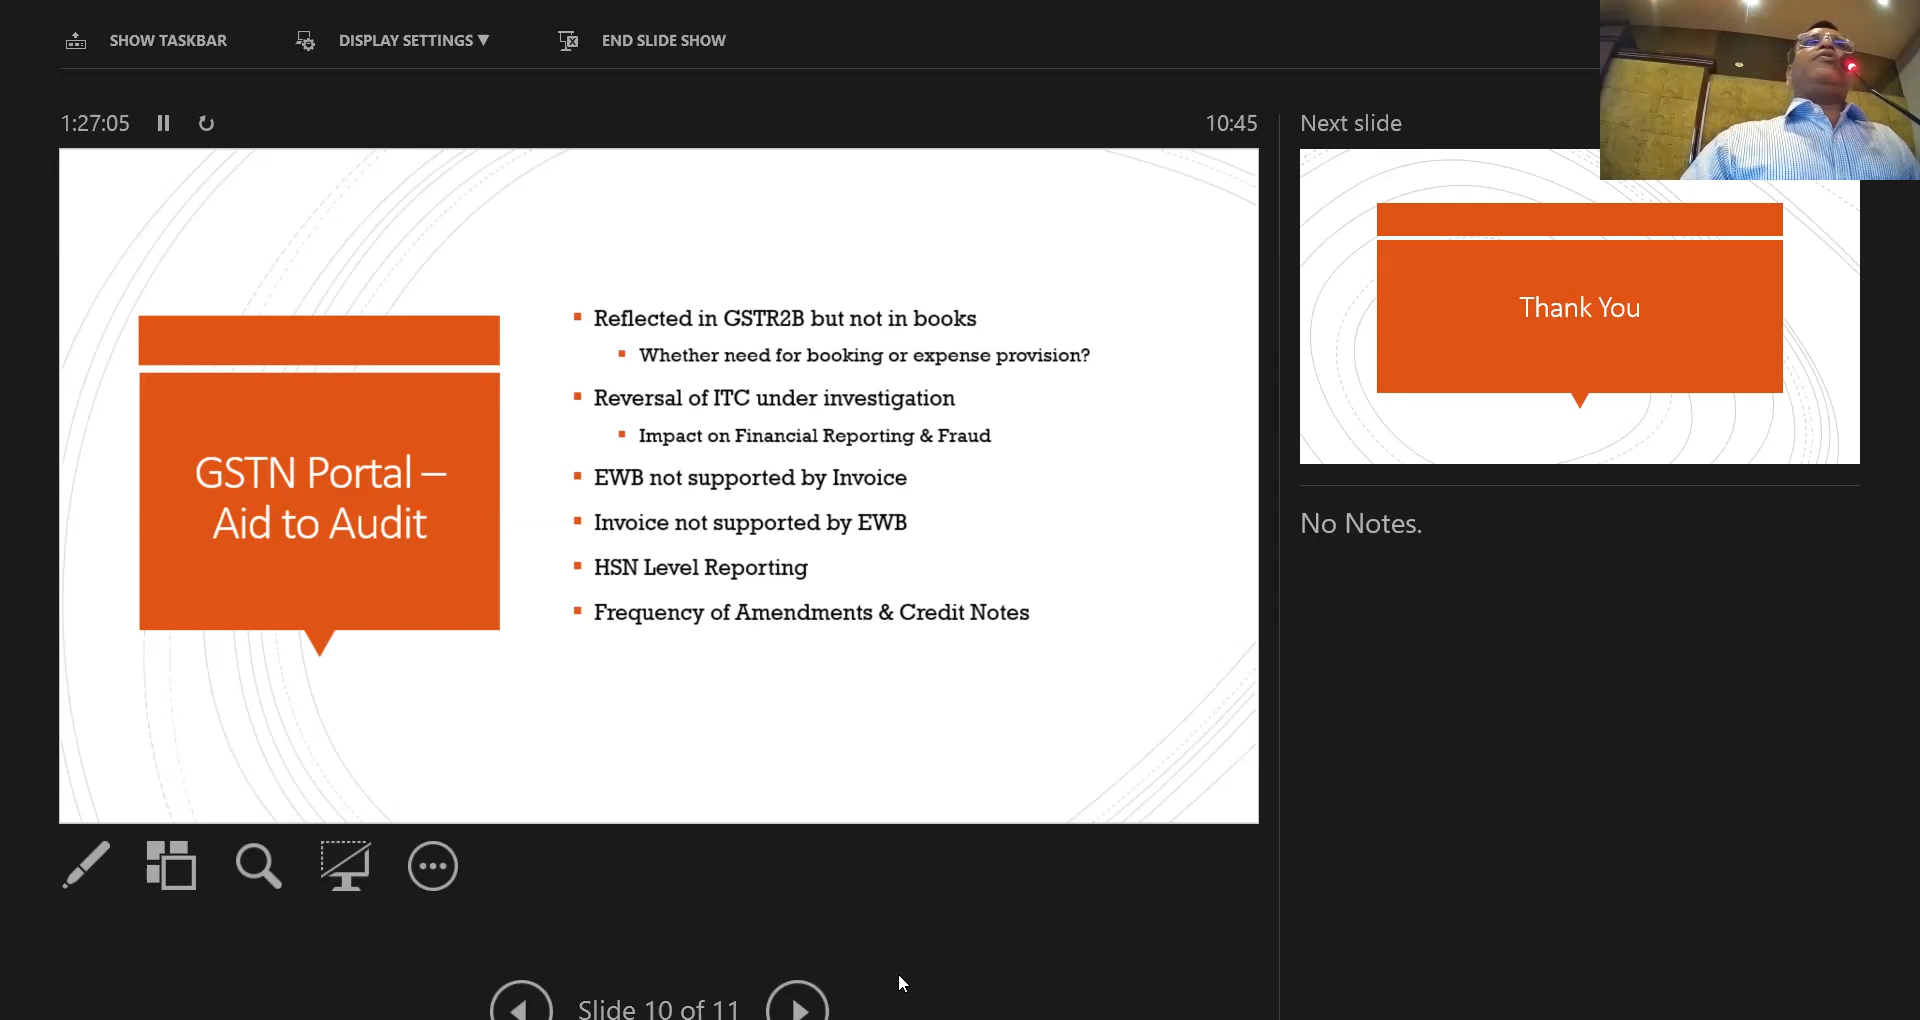 SHOW TASKBAR
DISPLAY SETTINGS ▼
END SLIDE SHOW
1:27:05
10:45
Next slide
GSTN Portal –
Aid to Audit
Reflected in GSTR2B but not in books
Whether need for booking or expense provision?
Reversal of ITC under investigation
Impact on Financial Reporting & Fraud
EWB not supported by Invoice
Invoice not supported by EWB
HSN Level Reporting
Frequency of Amendments & Credit Notes
Thank You
No Notes.
Slide 10 of 11